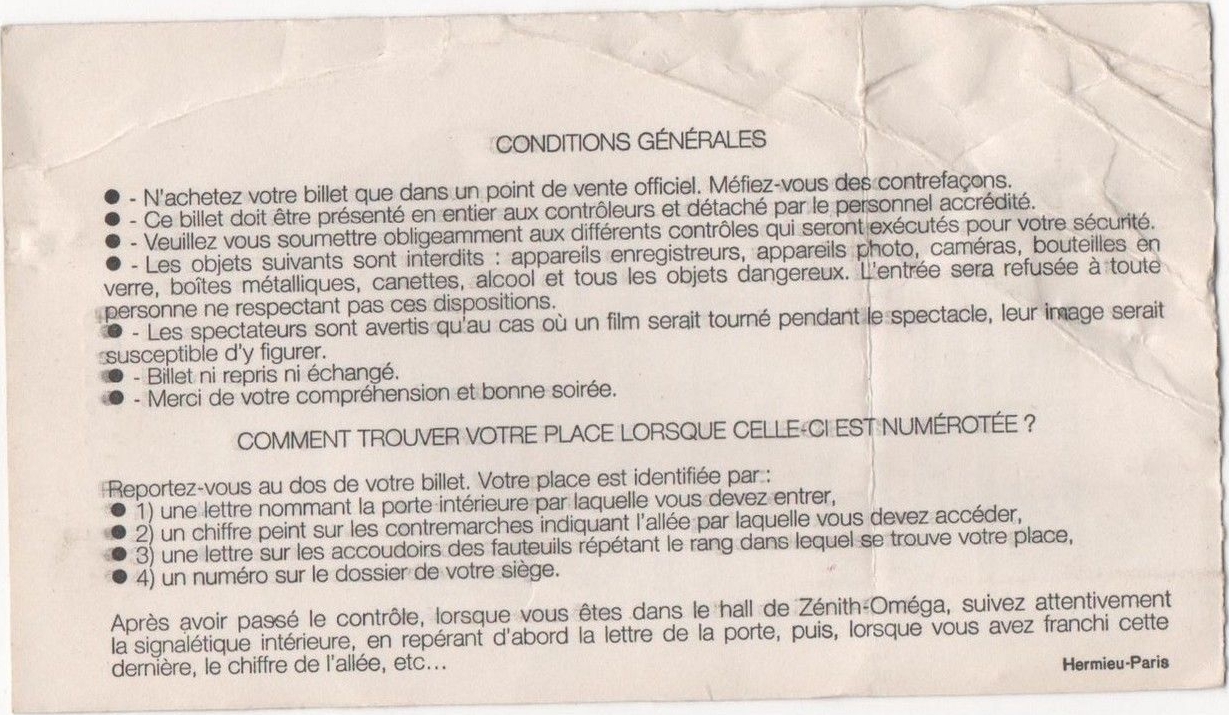 CONDITIONS GÉNÉRALES
● - N'achetez votre billet que dans un point de vente officiel. Méfiez-vous des contrefaçons.
● - Ce billet doit être présenté en entier aux contrôleurs et détaché par le personnel accrédité.
● - Veuillez vous soumettre obligeamment aux différents contrôles qui seront exécutés pour votre sécurité.
● - Les objets suivants sont interdits : appareils enregistreurs, appareils photo, caméras, bouteilles en
verre, boîtes métalliques, canettes, alcool et tous les objets dangereux. L'entrée sera refusée à toute
personne ne respectant pas ces dispositions.
● - Les spectateurs sont avertis qu'au cas où un film serait tourné pendant le spectacle, leur image serait
susceptible d'y figurer.
● - Billet ni repris ni échangé.
● - Merci de votre compréhension et bonne soirée.
COMMENT TROUVER VOTRE PLACE LORSQUE CELLE-CI EST NUMÉROTÉE ?
Reportez-vous au dos de votre billet. Votre place est identifiée par :
● 1) une lettre nommant la porte intérieure par laquelle vous devez entrer,
● 2) un chiffre peint sur les contremarches indiquant l'allée par laquelle vous devez accéder,
● 3) une lettre sur les accoudoirs des fauteuils répétant le rang dans lequel se trouve votre place,
● 4) un numéro sur le dossier de votre siège.
Après avoir passé le contrôle, lorsque vous êtes dans le hall de Zénith-Oméga, suivez attentivement
la signalétique intérieure, en repérant d'abord la lettre de la porte, puis, lorsque vous avez franchi cette
dernière, le chiffre de l'allée, etc...
Hermieu-Paris